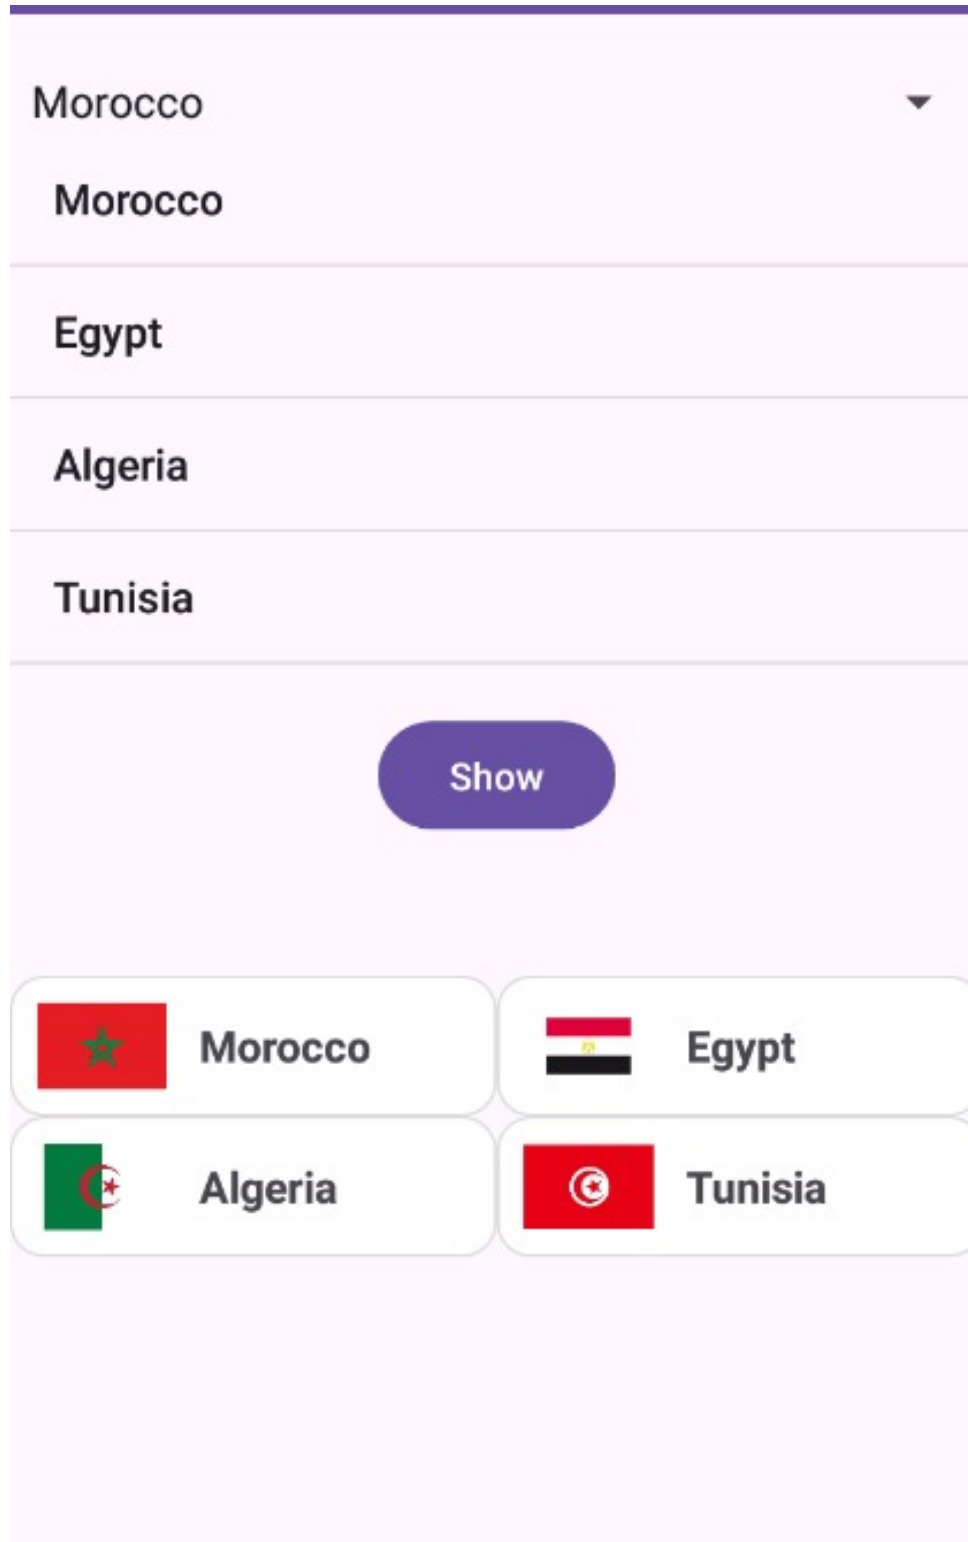 Morocco
Morocco
Egypt
Algeria
Tunisia
Show
Morocco
Egypt
Algeria
Tunisia